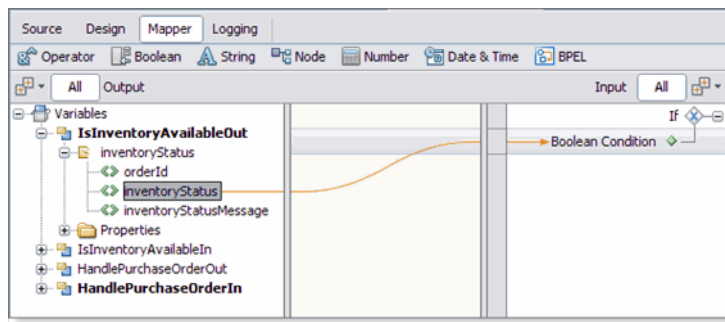 Source Design Mapper Logging
Operator Boolean String Node Number Date & Time BPEL
All Output Input All
Variables If
IsInventoryAvailableOut
inventoryStatus Boolean Condition
orderId
inventoryStatus
inventoryStatusMessage
Properties
IsInventoryAvailableIn
HandlePurchaseOrderOut
HandlePurchaseOrderIn